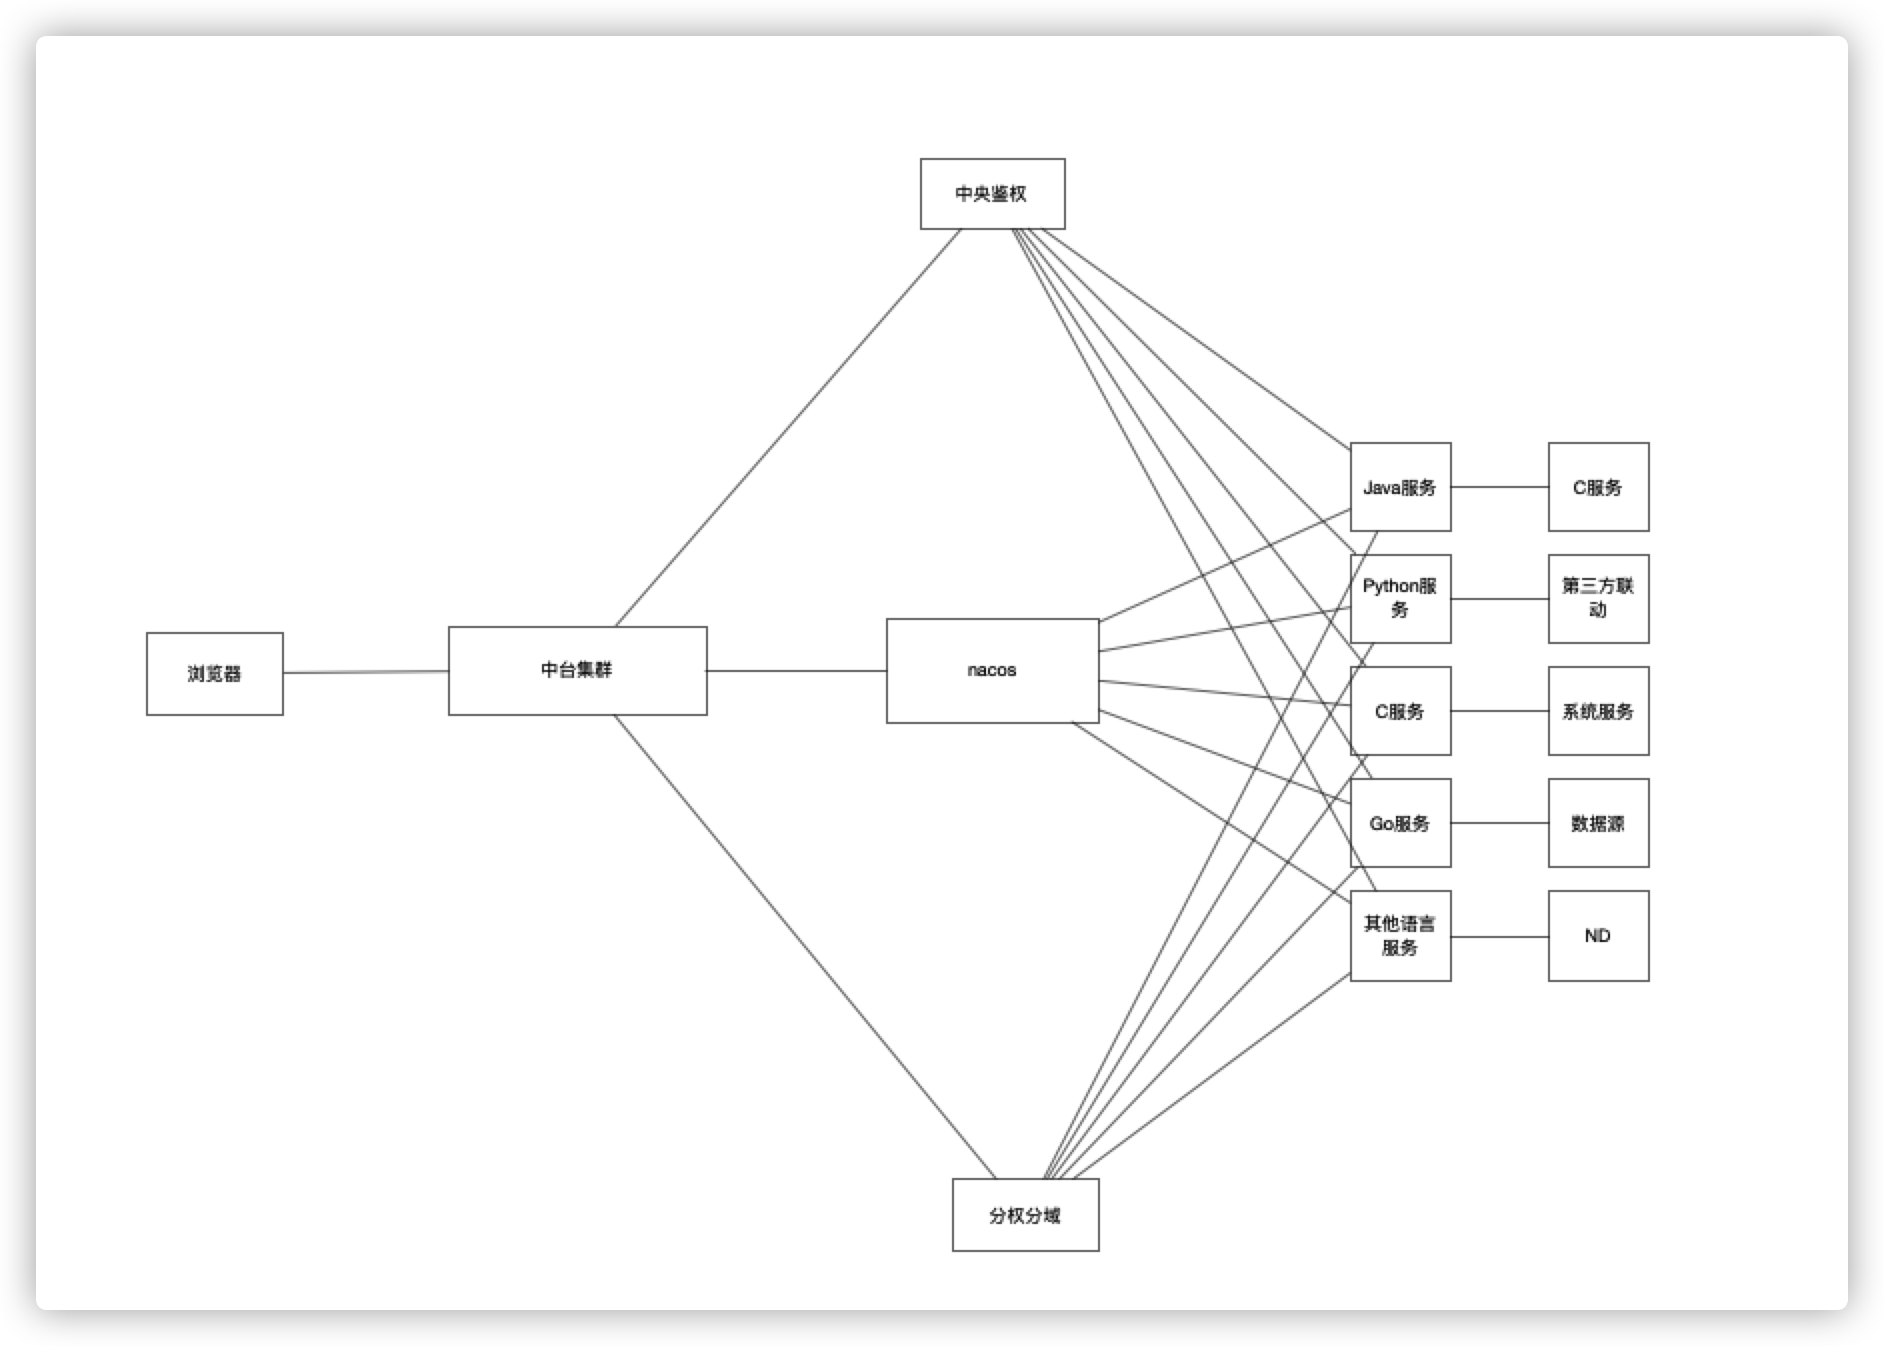 中央鉴权
Java服务
C服务
Python服
务
第三方联
动
浏览器
中台集群
nacos
C服务
系统服务
Go服务
数据源
其他语言
服务
ND
分权分域